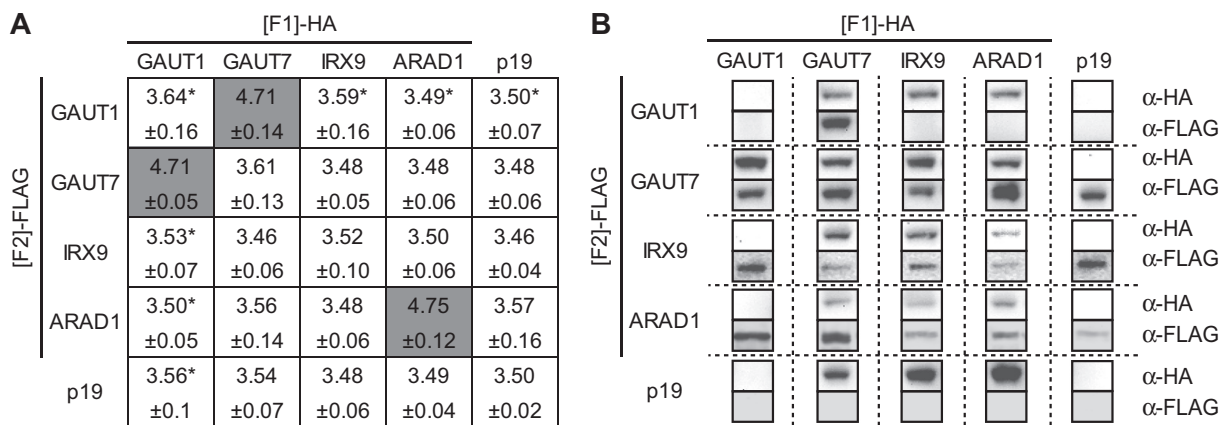 A
[F1]-HA
GAUT1 GAUT7 IRX9 ARAD1 p19
[F2]-FLAG
GAUT1 3.64* 4.71 3.59* 3.49* 3.50*
±0.16 ±0.14 ±0.16 ±0.06 ±0.07
GAUT7 4.71 3.61 3.48 3.48 3.48
±0.05 ±0.13 ±0.05 ±0.06 ±0.06
IRX9 3.53* 3.46 3.52 3.50 3.46
±0.07 ±0.06 ±0.10 ±0.06 ±0.04
ARAD1 3.50* 3.56 3.48 4.75 3.57
±0.05 ±0.14 ±0.06 ±0.12 ±0.16
p19 3.56* 3.54 3.48 3.49 3.50
±0.1 ±0.07 ±0.06 ±0.04 ±0.02
B
[F1]-HA
GAUT1 GAUT7 IRX9 ARAD1 p19
[F2]-FLAG
GAUT1 α-HA
α-FLAG
GAUT7 α-HA
α-FLAG
IRX9 α-HA
α-FLAG
ARAD1 α-HA
α-FLAG
p19 α-HA
α-FLAG